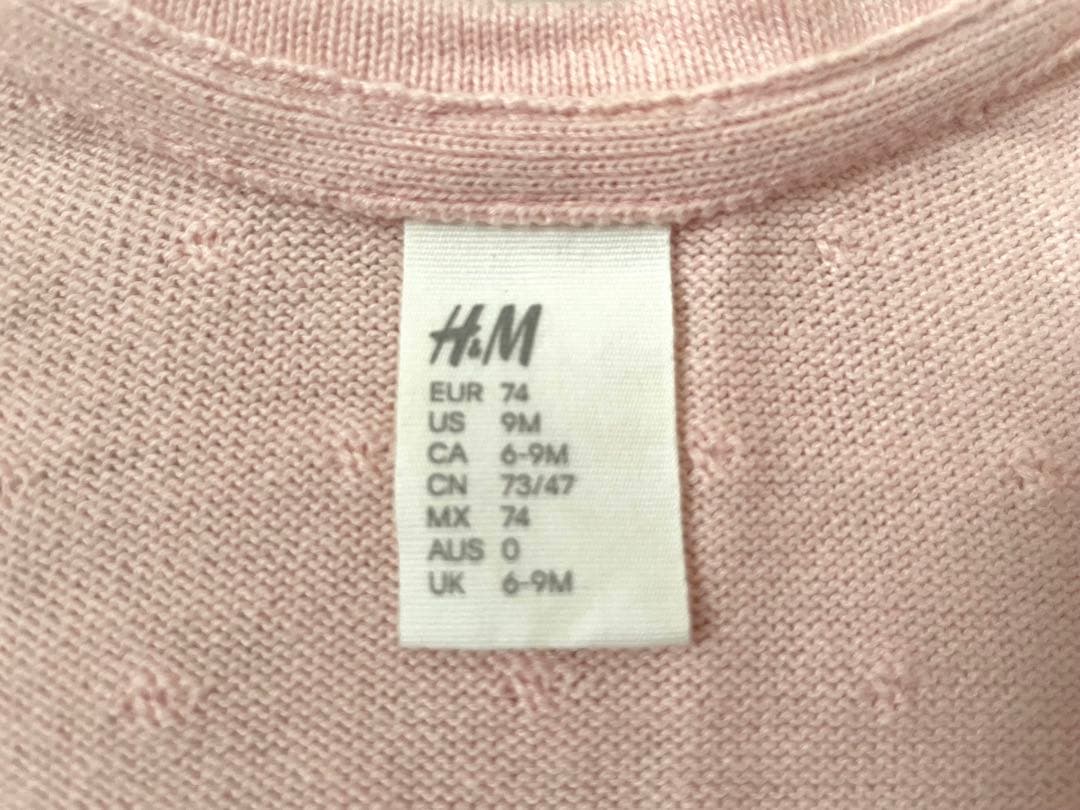 H&M
EUR 74
US 9M
CA 6-9M
CN 73/47
MX 74
AUS 0
UK 6-9M